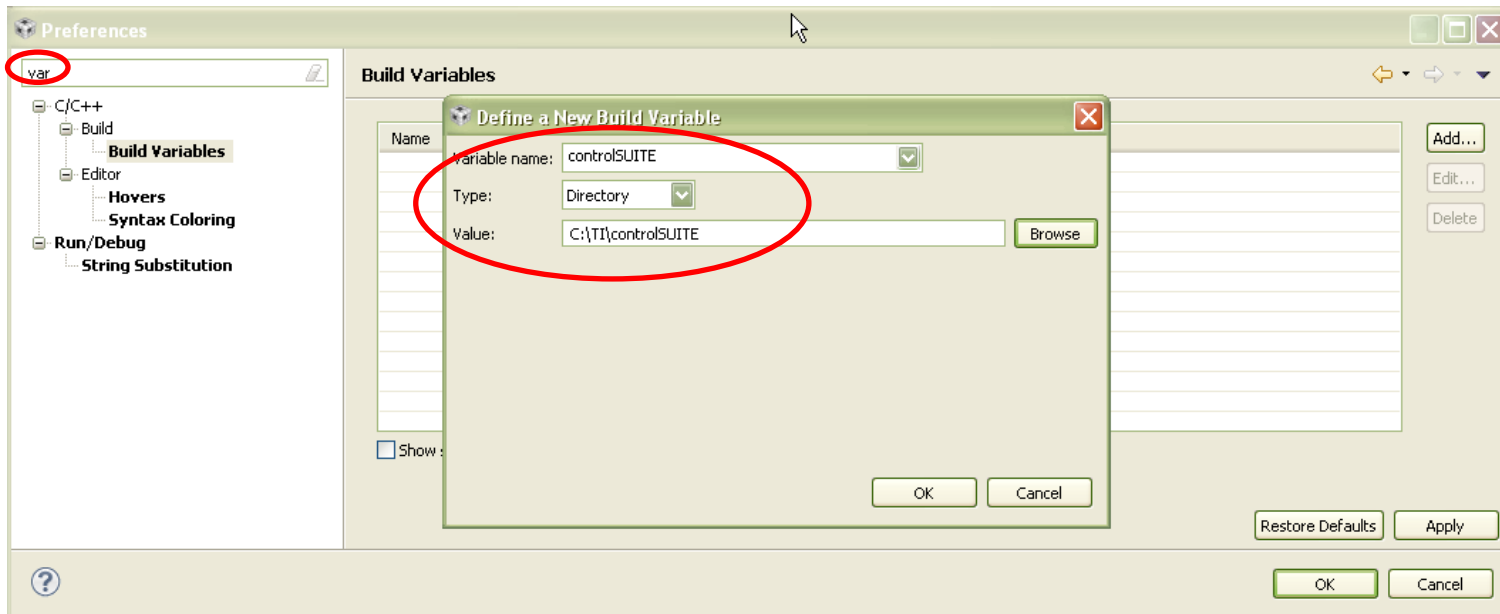 Preferences
var
C/C++
Build
Build Variables
Editor
Hovers
Syntax Coloring
Run/Debug
String Substitution
Build Variables
Name
Add...
Edit...
Delete
Define a New Build Variable
Variable name: controlSUITE
Type: Directory
Value: C:\TI\controlSUITE Browse
OK Cancel
Show
Restore Defaults Apply
? OK Cancel